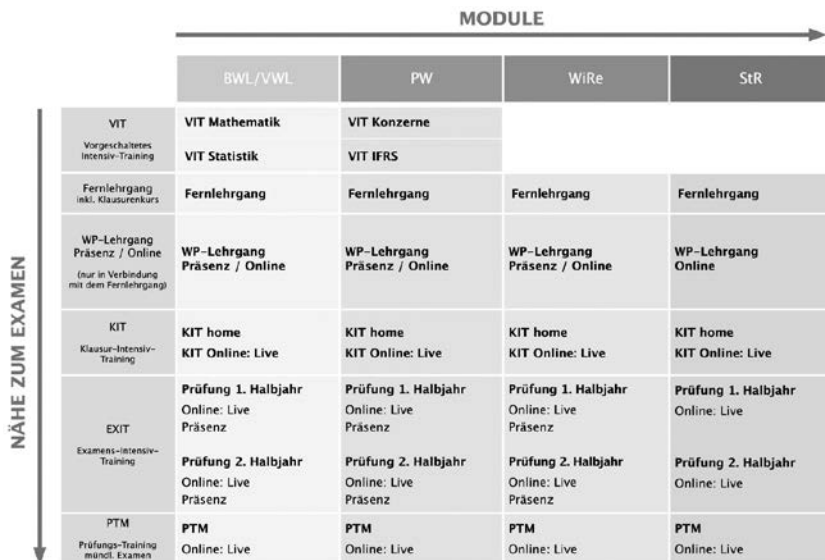 MODULE
BWL/VWL PW WiRe StR
NÄHE ZUM EXAMEN
VIT
Vorgeschaltetes
Intensiv-Training
VIT Mathematik VIT Konzerne
VIT Statistik VIT IFRS
Fernlehrgang
inkl. Klausurenkurs
Fernlehrgang Fernlehrgang Fernlehrgang Fernlehrgang
WP-Lehrgang
Präsenz / Online
(nur in Verbindung
mit dem Fernlehrgang)
WP-Lehrgang WP-Lehrgang WP-Lehrgang WP-Lehrgang
Präsenz / Online Präsenz / Online Präsenz / Online Online
KIT
Klausur-Intensiv-
Training
KIT home KIT home KIT home KIT home
KIT Online: Live KIT Online: Live KIT Online: Live KIT Online: Live
EXIT
Examens-Intensiv-
Training
Prüfung 1. Halbjahr Prüfung 1. Halbjahr Prüfung 1. Halbjahr Prüfung 1. Halbjahr
Online: Live Online: Live Online: Live Online: Live
Präsenz Präsenz Präsenz
Prüfung 2. Halbjahr Prüfung 2. Halbjahr Prüfung 2. Halbjahr Prüfung 2. Halbjahr
Online: Live Online: Live Online: Live Online: Live
Präsenz Präsenz Präsenz
PTM
Prüfungs-Training
mündl. Examen
PTM PTM PTM PTM
Online: Live Online: Live Online: Live Online: Live